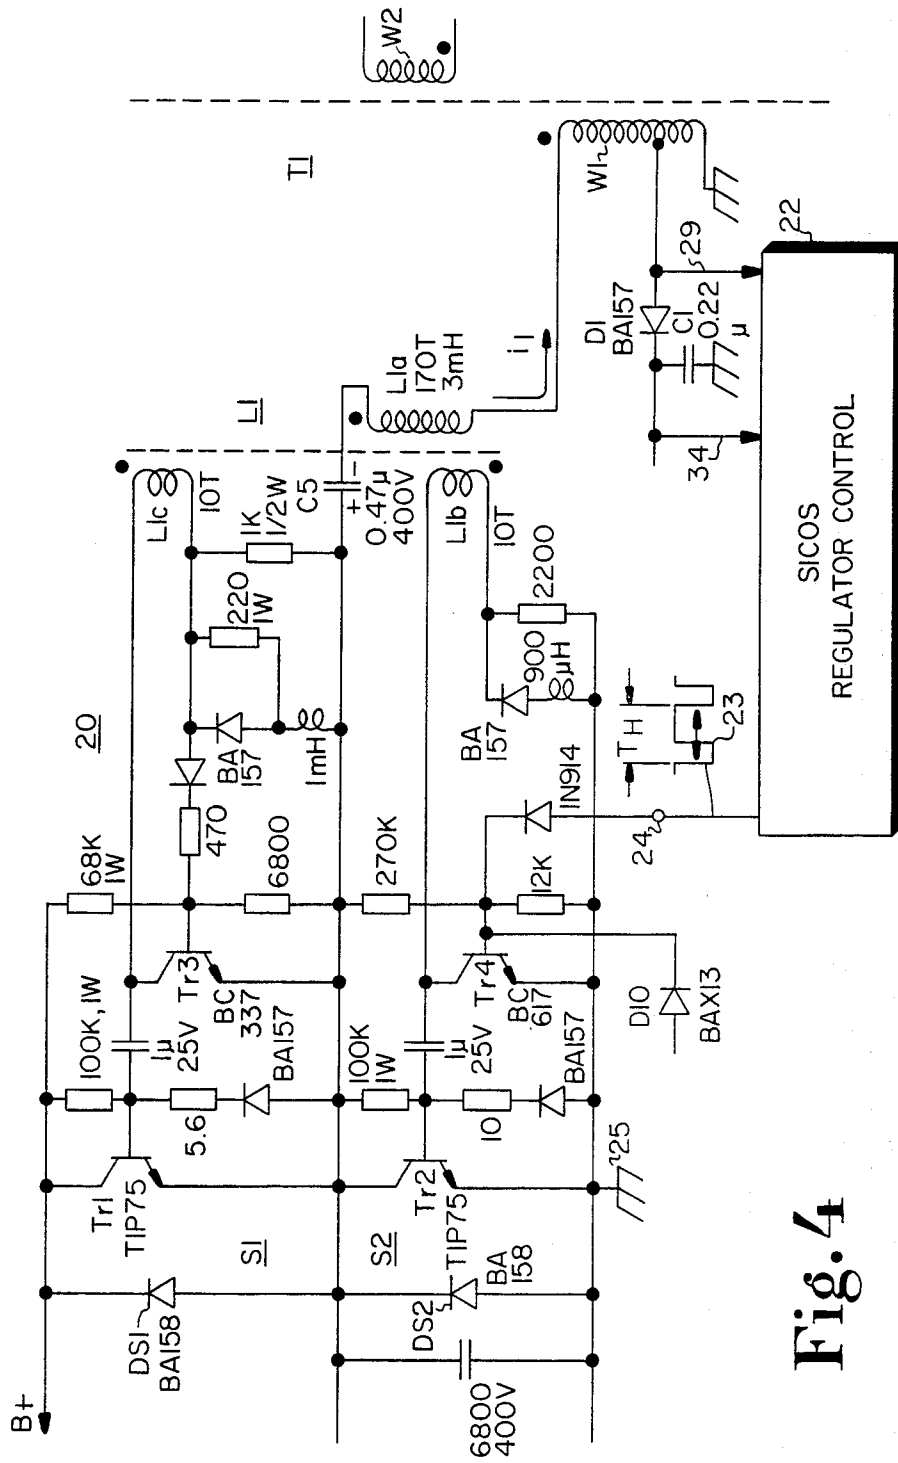 B+
20
L1
T1
W2
68K
1W
100K, 1W
1µ
25V
Tr1
TIP75
DS1
BA158
S1
5.6
BA157
Tr3
BC
337
470
6800
BA
157
1mH
220
1W
1K
1/2W
L1c
10T
C5
+
−
0.47µ
400V
L1a
170T
3mH
i1
W1
S2
DS2
BA
158
6800
400V
Tr2
TIP75
100K
1W
1µ
25V
10
BA157
25
Tr4
BC
617
270K
12K
D10
BAX13
1N914
24
BA
157
900
µH
2200
L1b
10T
TH
23
D1
BA157
C1
0.22
µ
29
34
22
SICOS
REGULATOR CONTROL
Fig.4